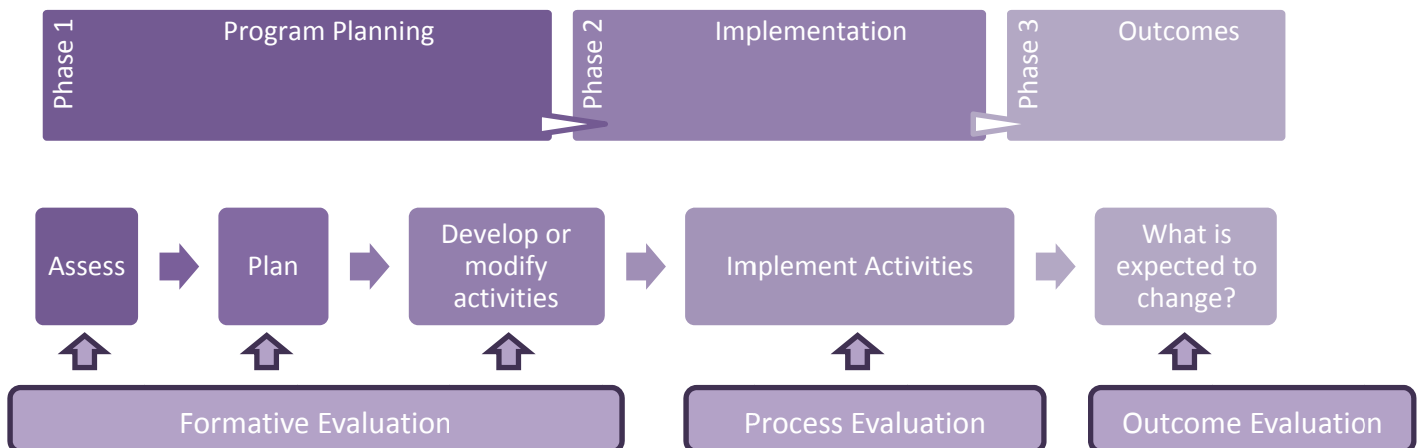 Phase 1
Program Planning
Phase 2
Implementation
Phase 3
Outcomes
Assess
Plan
Develop or
modify
activities
Implement Activities
What is
expected to
change?
Formative Evaluation
Process Evaluation
Outcome Evaluation